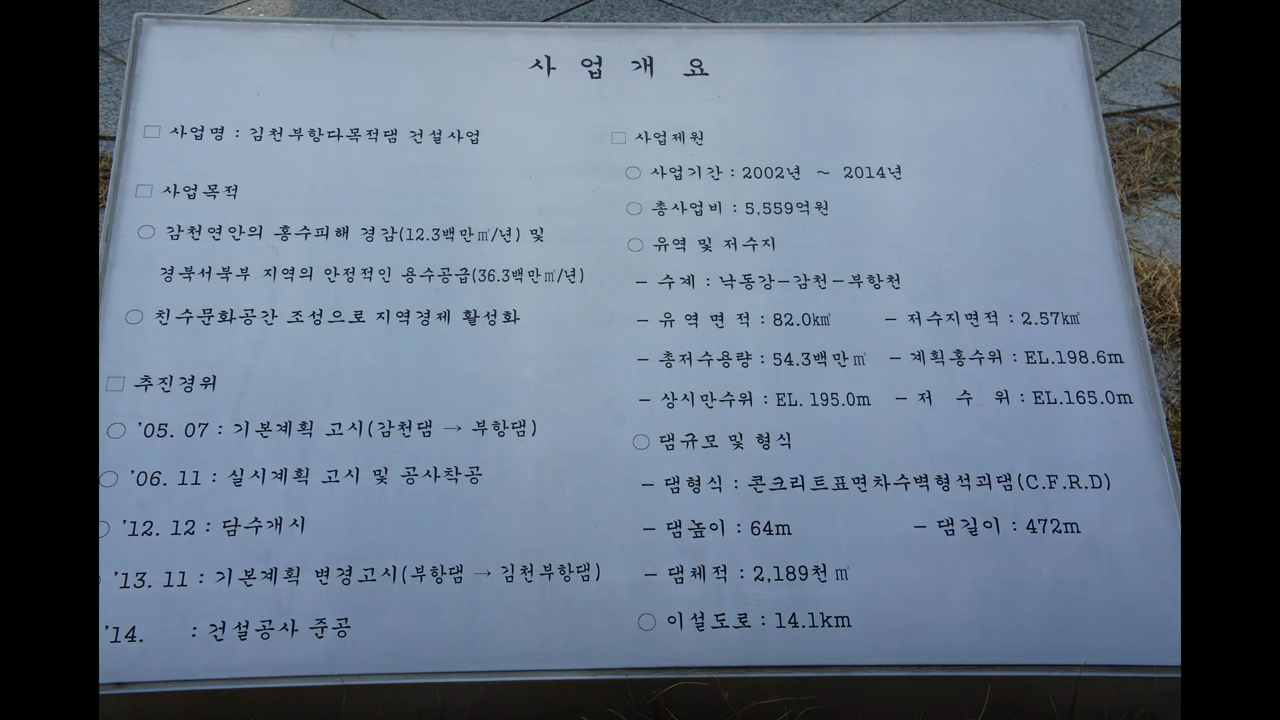 사 업 개 요
□ 사업명 : 김천부항다목적댐 건설사업
□ 사업목적
○ 감천연안의 홍수피해 경감(12.3백만㎥/년) 및
경북서북부 지역의 안정적인 용수공급(36.3백만㎥/년)
○ 친수문화공간 조성으로 지역경제 활성화
□ 추진경위
○ '05. 07 : 기본계획 고시(감천댐 → 부항댐)
○ '06. 11 : 실시계획 고시 및 공사착공
○ '12. 12 : 담수개시
○ '13. 11 : 기본계획 변경고시(부항댐 → 김천부항댐)
'14. : 건설공사 준공
□ 사업제원
○ 사업기간 : 2002년 ~ 2014년
○ 총사업비 : 5,559억원
○ 유역 및 저수지
- 수계 : 낙동강-감천-부항천
- 유역면적 : 82.0㎢ - 저수지면적 : 2.57㎢
- 총저수용량 : 54.3백만㎥ - 계획홍수위 : EL.198.6m
- 상시만수위 : EL. 195.0m - 저 수 위 : EL.165.0m
○ 댐규모 및 형식
- 댐형식 : 콘크리트표면차수벽형석괴댐(C.F.R.D)
- 댐높이 : 64m - 댐길이 : 472m
- 댐체적 : 2,189천㎥
○ 이설도로 : 14.1km